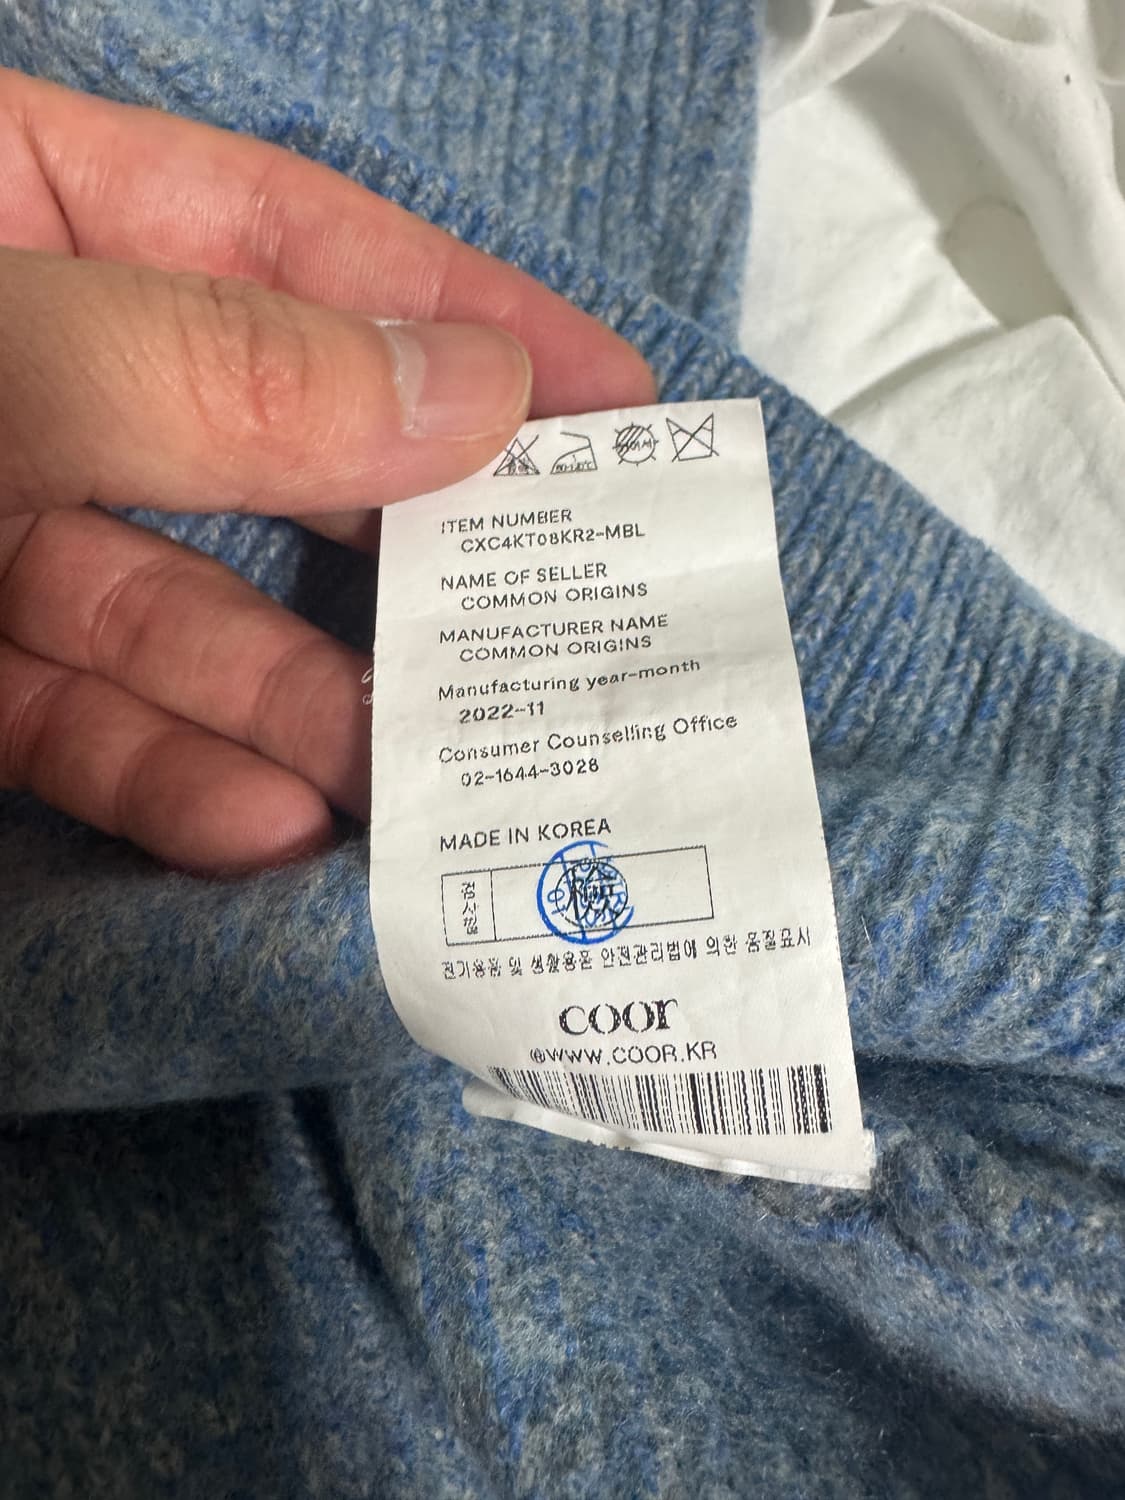 ITEM NUMBER
CXC4KT08KR2-MBL
NAME OF SELLER
COMMON ORIGINS
MANUFACTURER NAME
COMMON ORIGINS
Manufacturing year-month
2022-11
Consumer Counselling Office
02-1644-3028
MADE IN KOREA
검사필
檢
전기용품 및 생활용품 안전관리법에 의한 품질표시
coor
@WWW.COOR.KR